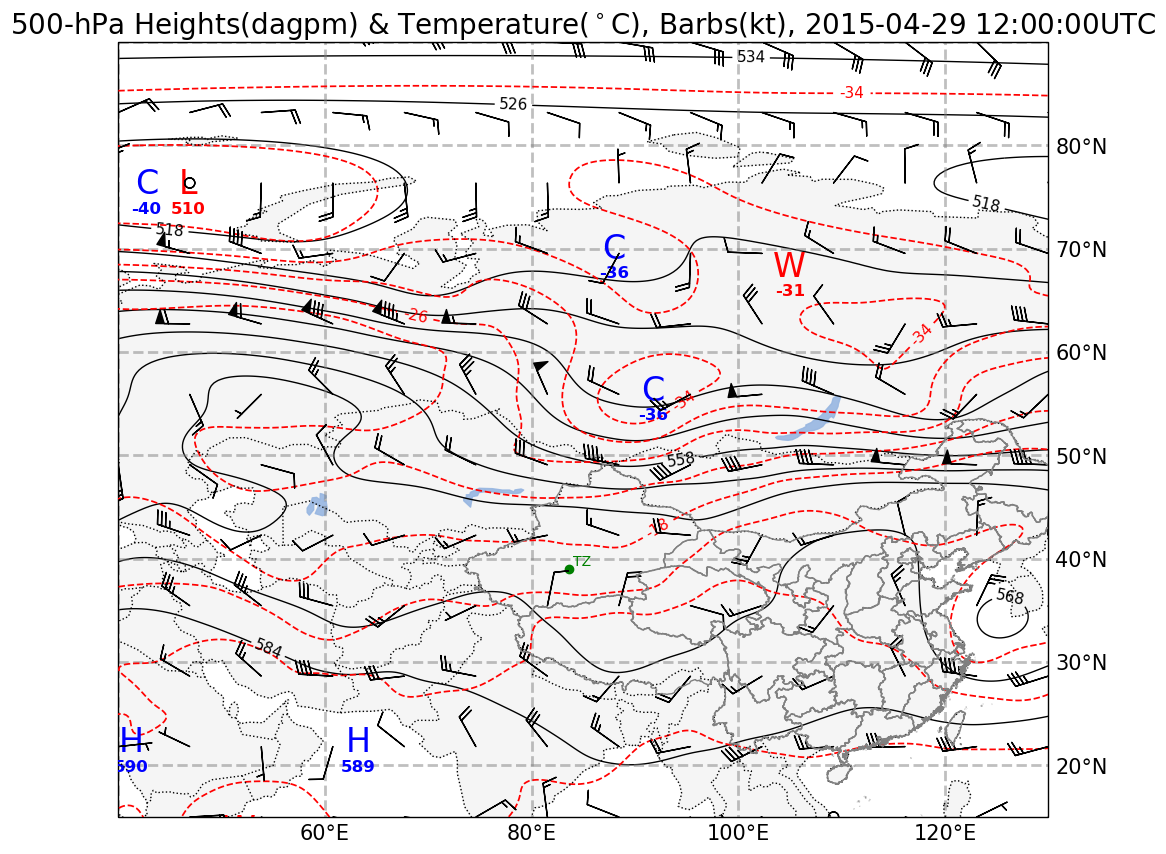 500-hPa Heights(dagpm) & Temperature(°C), Barbs(kt), 2015-04-29 12:00:00UTC
534
-34
526
80°N
C L
-40 510
518
518
C
-36
W
-31
70°N
-26
-34
60°N
C
-36
-34
558
50°N
TZ
40°N
568
584
30°N
H H
590 589
20°N
60°E 80°E 100°E 120°E